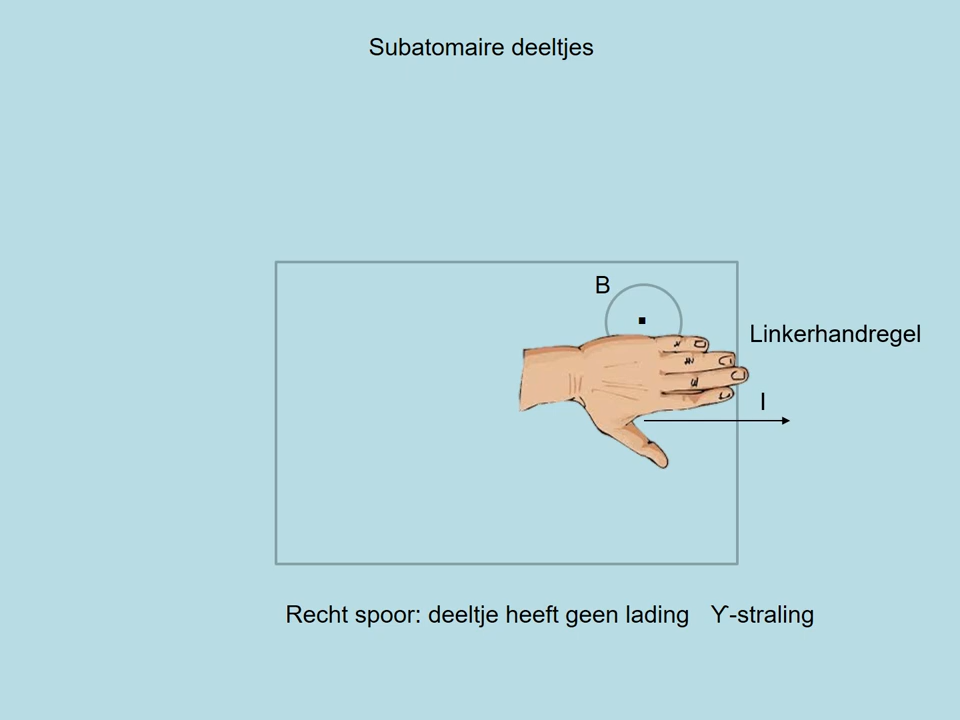 Subatomaire deeltjes
B
Linkerhandregel
I
Recht spoor: deeltje heeft geen lading ϒ-straling